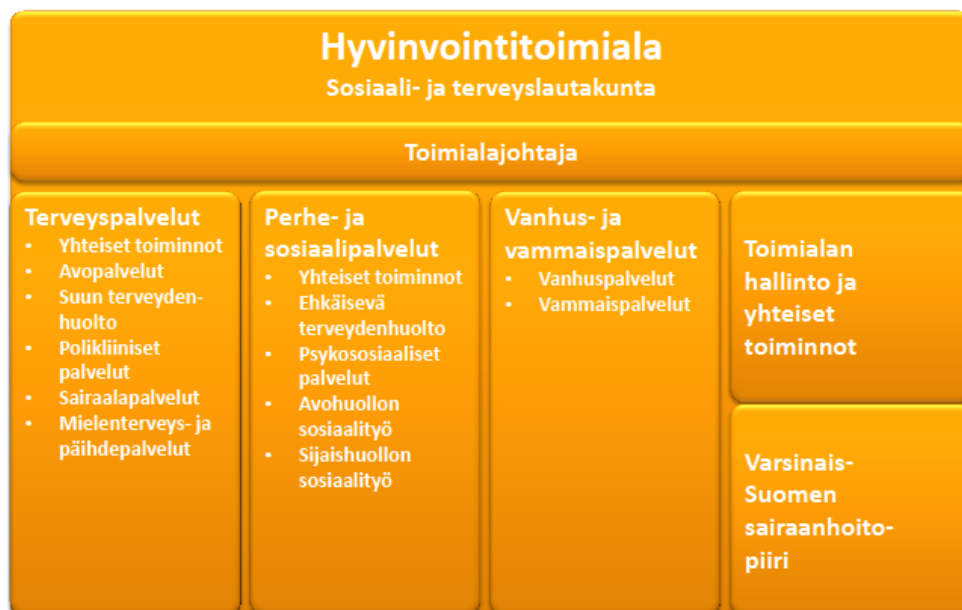 Hyvinvointitoimiala
Sosiaali- ja terveyslautakunta
Toimialajohtaja
Terveyspalvelut
• Yhteiset toiminnot
• Avopalvelut
• Suun terveyden-
huolto
• Polikliiniset
palvelut
• Sairaalapalvelut
• Mielenterveys- ja
päihdepalvelut
Perhe- ja
sosiaalipalvelut
• Yhteiset toiminnot
• Ehkäisevä
terveydenhuolto
• Psykososiaaliset
palvelut
• Avohuollon
sosiaalityö
• Sijaishuollon
sosiaalityö
Vanhus- ja
vammaispalvelut
• Vanhuspalvelut
• Vammaispalvelut
Toimialan
hallinto ja
yhteiset
toiminnot
Varsinais-
Suomen
sairaanhoito-
piiri